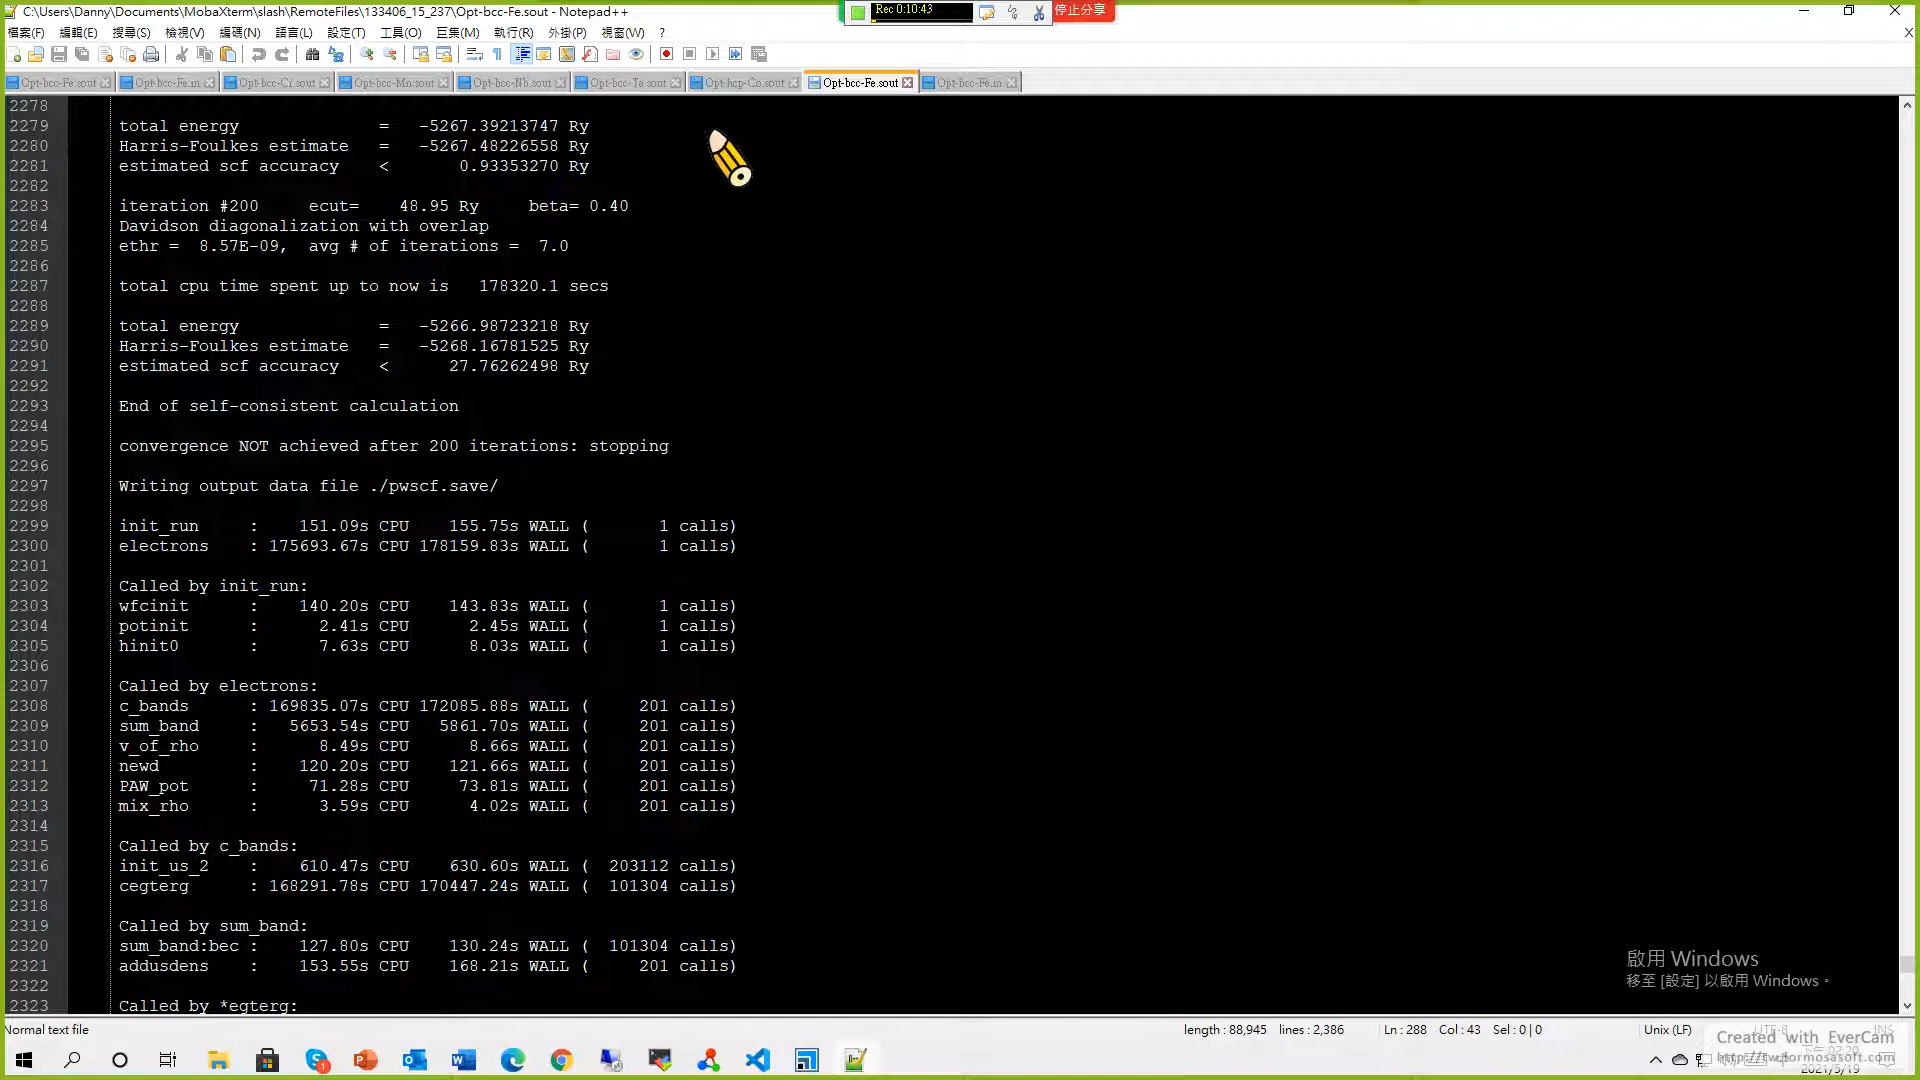 C:\Users\Danny\Documents\MobaXterm\slash\RemoteFiles\133406_15_237\Opt-bcc-Fe.sout - Notepad++
Rec 0:10:43
停止分享
檔案(F) 編輯(E) 搜尋(S) 檢視(V) 編碼(N) 語言(L) 設定(T) 工具(O) 巨集(M) 執行(R) 外掛(P) 視窗(W) ?
Opt-bcc-Fe.sout Opt-bcc-Fe.in Opt-bcc-Cr.sout Opt-bcc-Mn.sout Opt-bcc-Nb.sout Opt-bcc-Ta.sout Opt-hcp-Co.sout Opt-bcc-Fe.sout Opt-bcc-Fe.in
2278
2279 total energy = -5267.39213747 Ry
2280 Harris-Foulkes estimate = -5267.48226558 Ry
2281 estimated scf accuracy < 0.93353270 Ry
2282
2283 iteration #200 ecut= 48.95 Ry beta= 0.40
2284 Davidson diagonalization with overlap
2285 ethr = 8.57E-09, avg # of iterations = 7.0
2286
2287 total cpu time spent up to now is 178320.1 secs
2288
2289 total energy = -5266.98723218 Ry
2290 Harris-Foulkes estimate = -5268.16781525 Ry
2291 estimated scf accuracy < 27.76262498 Ry
2292
2293 End of self-consistent calculation
2294
2295 convergence NOT achieved after 200 iterations: stopping
2296
2297 Writing output data file ./pwscf.save/
2298
2299 init_run : 151.09s CPU 155.75s WALL ( 1 calls)
2300 electrons : 175693.67s CPU 178159.83s WALL ( 1 calls)
2301
2302 Called by init_run:
2303 wfcinit : 140.20s CPU 143.83s WALL ( 1 calls)
2304 potinit : 2.41s CPU 2.45s WALL ( 1 calls)
2305 hinit0 : 7.63s CPU 8.03s WALL ( 1 calls)
2306
2307 Called by electrons:
2308 c_bands : 169835.07s CPU 172085.88s WALL ( 201 calls)
2309 sum_band : 5653.54s CPU 5861.70s WALL ( 201 calls)
2310 v_of_rho : 8.49s CPU 8.66s WALL ( 201 calls)
2311 newd : 120.20s CPU 121.66s WALL ( 201 calls)
2312 PAW_pot : 71.28s CPU 73.81s WALL ( 201 calls)
2313 mix_rho : 3.59s CPU 4.02s WALL ( 201 calls)
2314
2315 Called by c_bands:
2316 init_us_2 : 610.47s CPU 630.60s WALL ( 203112 calls)
2317 cegterg : 168291.78s CPU 170447.24s WALL ( 101304 calls)
2318
2319 Called by sum_band:
2320 sum_band:bec : 127.80s CPU 130.24s WALL ( 101304 calls)
2321 addusdens : 153.55s CPU 168.21s WALL ( 201 calls)
2322
2323 Called by *egterg:
啟用 Windows
移至 [設定] 以啟用 Windows。
Normal text file length : 88,945 lines : 2,386 Ln : 288 Col : 43 Sel : 0 | 0 Unix (LF) UTF-8 INS
Created with EverCam
http://tw.formosasoft.com
下午 02:20
2021/5/19